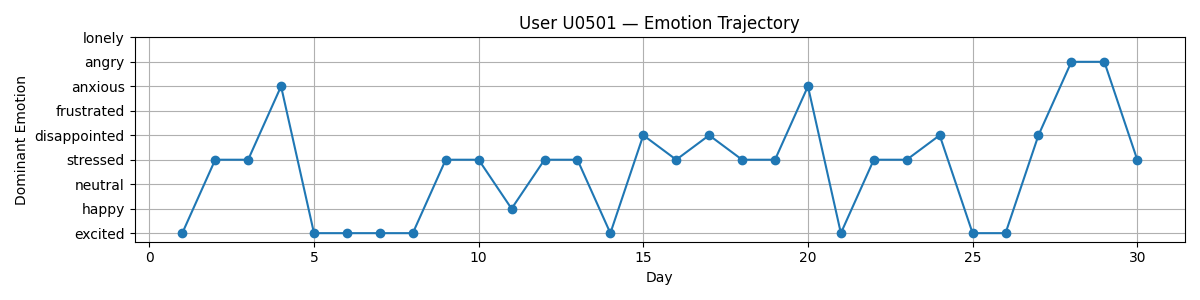 User U0501 — Emotion Trajectory
Dominant Emotion
lonely
angry
anxious
frustrated
disappointed
stressed
neutral
happy
excited
0 5 10 15 20 25 30
Day